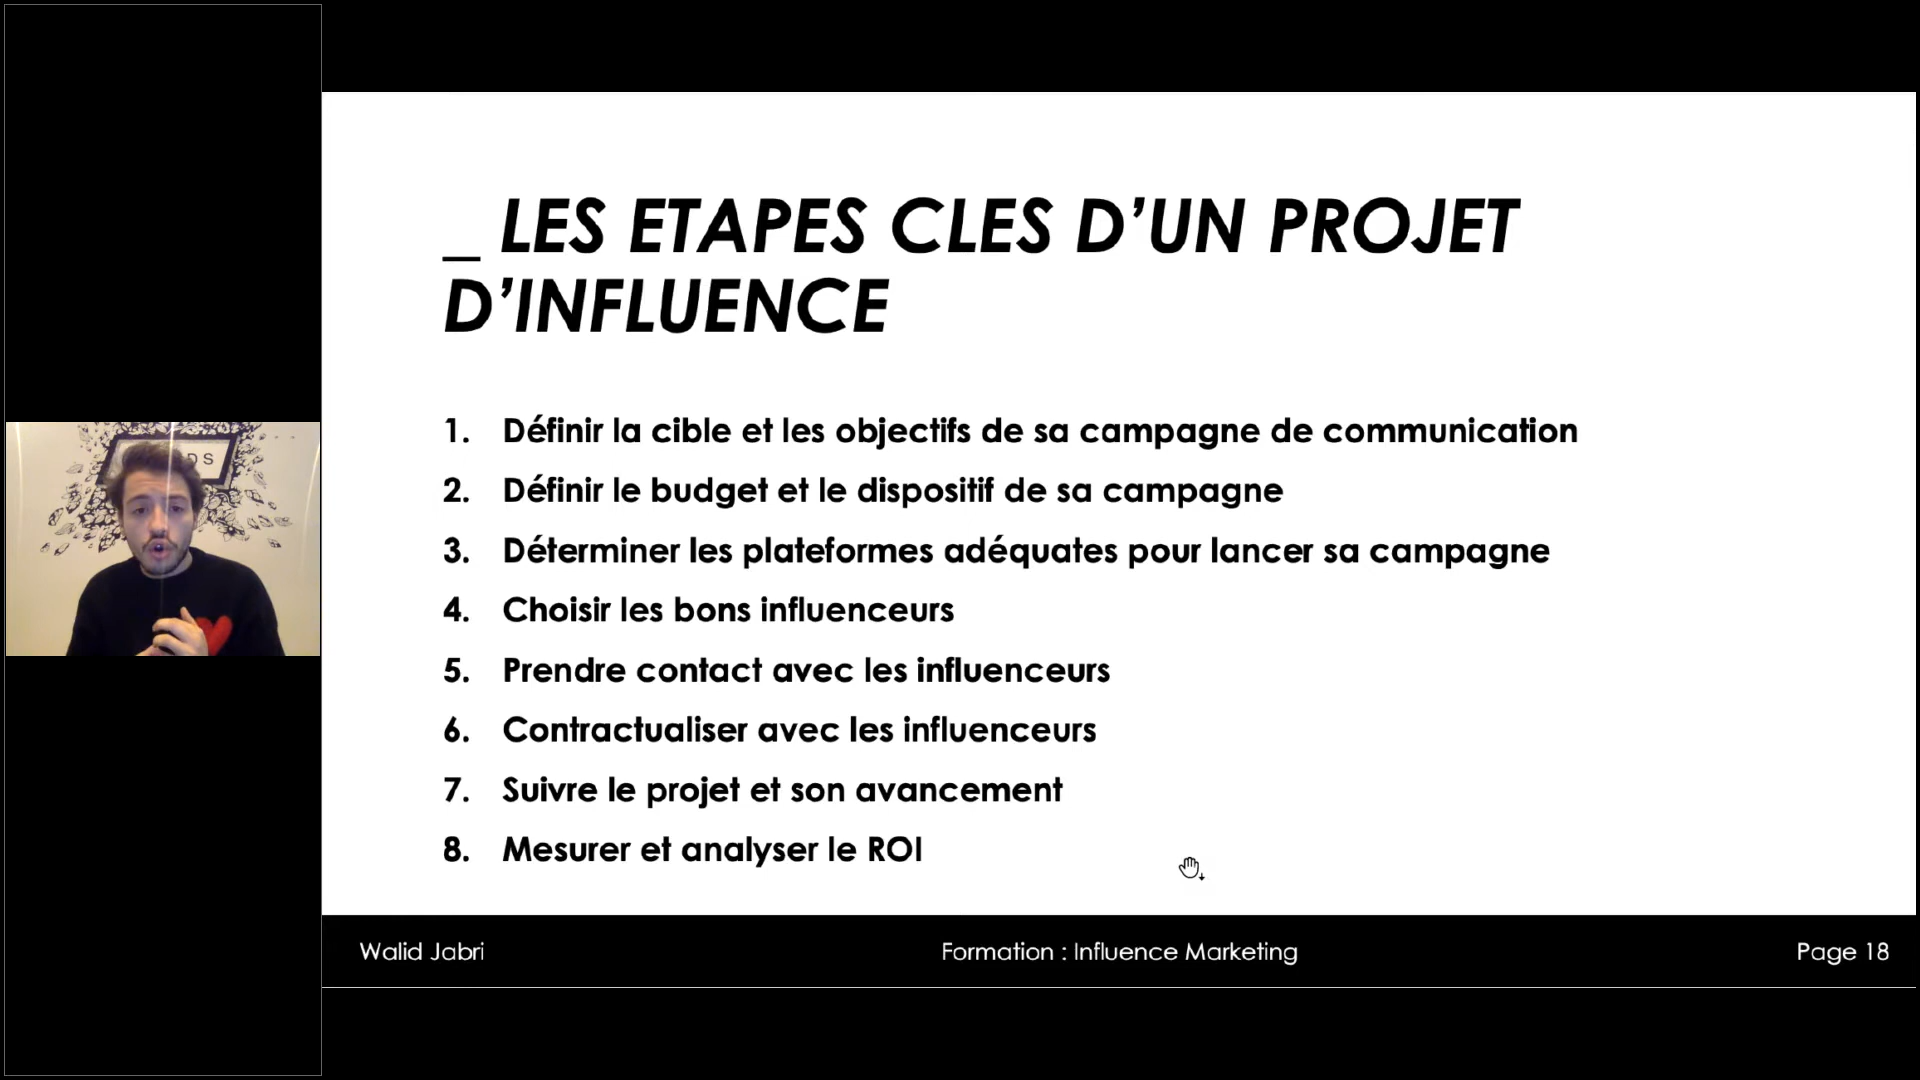 _ LES ETAPES CLES D’UN PROJET
D’INFLUENCE
1. Définir la cible et les objectifs de sa campagne de communication
2. Définir le budget et le dispositif de sa campagne
3. Déterminer les plateformes adéquates pour lancer sa campagne
4. Choisir les bons influenceurs
5. Prendre contact avec les influenceurs
6. Contractualiser avec les influenceurs
7. Suivre le projet et son avancement
8. Mesurer et analyser le ROI
Walid Jabri
Formation : Influence Marketing
Page 18